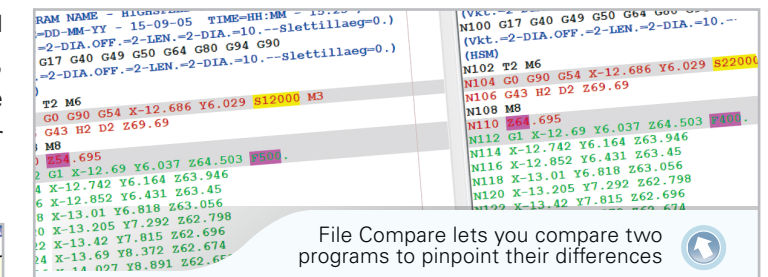 RAM NAME -
=DD-MM-YY - 15-09-05 TIME=HH:MM -
=2-DIA.OFF.=2-LEN.=2-DIA.=10.--Slettillaeg=0.)
G17 G40 G49 G50 G64 G80 G94 G90
.=2-DIA.OFF.=2-LEN.=2-DIA.=10.--Slettillaeg=0.)
T2 M6
G0 G90 G54 X-12.686 Y6.029 S12000 M3
G43 H2 D2 Z69.69
M8
Z54.695
G1 X-12.69 Y6.037 Z64.503 F500.
4 X-12.742 Y6.164 Z63.946
6 X-12.852 Y6.431 Z63.45
8 X-13.01 Y6.818 Z63.056
20 X-13.205 Y7.292 Z62.798
22 X-13.42 Y7.815 Z62.696
24 X-13.69 Y8.372 Z62.674
X-14.027 Y8.891
N100 G17 G40 G49 G50 G64
(Vkt.=2-DIA.OFF.=2-LEN.=2-DIA.=10.--
(HSM)
N102 T2 M6
N104 G0 G90 G54 X-12.686 Y6.029 S22000
N106 G43 H2 D2 Z69.69
N108 M8
N110 Z64.695
N112 G1 X-12.69 Y6.037 Z64.503 F400.
N114 X-12.742 Y6.164 Z63.946
N116 X-12.852 Y6.431 Z63.45
N118 X-13.01 Y6.818 Z63.056
N120 X-13.205 Y7.292 Z62.798
N122 X-13.42 Y7.815 Z62.696
File Compare lets you compare two
programs to pinpoint their differences